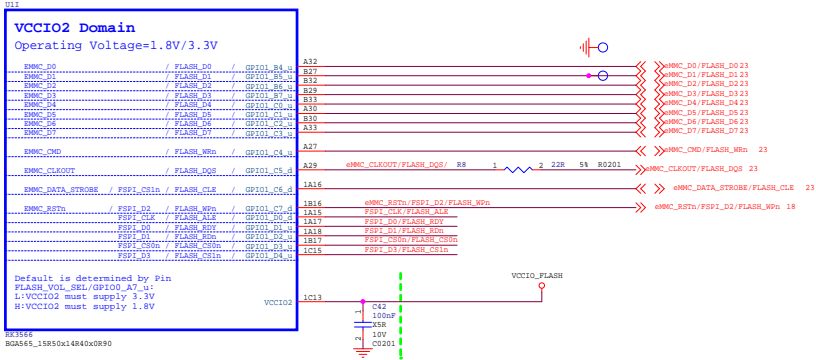 U1I
VCCIO2 Domain
Operating Voltage=1.8V/3.3V
EMMC_D0 / FLASH_D0 / GPIO1_B4_u A32 eMMC_D0/FLASH_D0 23
EMMC_D1 / FLASH_D1 / GPIO1_B5_u B27 eMMC_D1/FLASH_D1 23
EMMC_D2 / FLASH_D2 / GPIO1_B6_u B32 eMMC_D2/FLASH_D2 23
EMMC_D3 / FLASH_D3 / GPIO1_B7_u B29 eMMC_D3/FLASH_D3 23
EMMC_D4 / FLASH_D4 / GPIO1_C0_u B33 eMMC_D4/FLASH_D4 23
EMMC_D5 / FLASH_D5 / GPIO1_C1_u A30 eMMC_D5/FLASH_D5 23
EMMC_D6 / FLASH_D6 / GPIO1_C2_u B30 eMMC_D6/FLASH_D6 23
EMMC_D7 / FLASH_D7 / GPIO1_C3_u A33 eMMC_D7/FLASH_D7 23
EMMC_CMD / FLASH_WRn / GPIO1_C4_u A27 eMMC_CMD/FLASH_WRn 23
EMMC_CLKOUT / FLASH_DQS / GPIO1_C5_d A29 eMMC_CLKOUT/FLASH_DQS/ R8 1 2 22R 5% R0201 eMMC_CLKOUT/FLASH_DQS 23
EMMC_DATA_STROBE / FSPI_CS1n / FLASH_CLE / GPIO1_C6_d 1A16 eMMC_DATA_STROBE/FLASH_CLE 23
EMMC_RSTn / FSPI_D2 / FLASH_WPn / GPIO1_C7_d 1B16 eMMC_RSTn/FSPI_D2/FLASH_WPn eMMC_RSTn/FSPI_D2/FLASH_WPn 18
FSPI_CLK / FLASH_ALE / GPIO1_D0_d 1A15 FSPI_CLK/FLASH_ALE
FSPI_D0 / FLASH_RDY / GPIO1_D1_u 1A17 FSPI_D0/FLASH_RDY
FSPI_D1 / FLASH_RDn / GPIO1_D2_u 1A18 FSPI_D1/FLASH_RDn
FSPI_CS0n / FLASH_CS0n / GPIO1_D3_u 1B17 FSPI_CS0n/FLASH_CS0n
FSPI_D3 / FLASH_CS1n / GPIO1_D4_u 1C15 FSPI_D3/FLASH_CS1n
Default is determined by Pin
FLASH_VOL_SEL/GPIO0_A7_u:
L:VCCIO2 must supply 3.3V
H:VCCIO2 must supply 1.8V
VCCIO2 1C13
VCCIO_FLASH
1 C42
100nF
X5R
10V
2 C0201
RK3566
BGA565_15R50x14R40x0R90